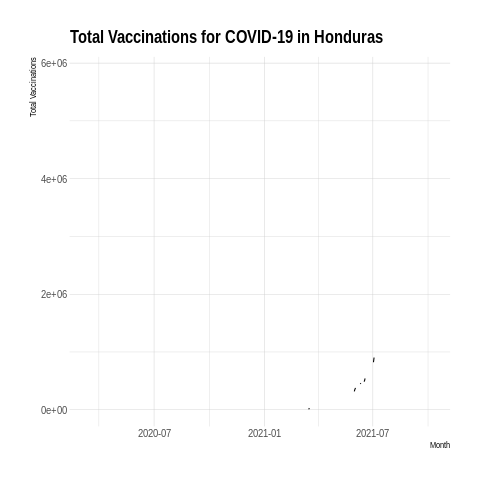 Total Vaccinations for COVID-19 in Honduras
Total Vaccinations
6e+06
4e+06
2e+06
0e+00
2020-07
2021-01
2021-07
Month